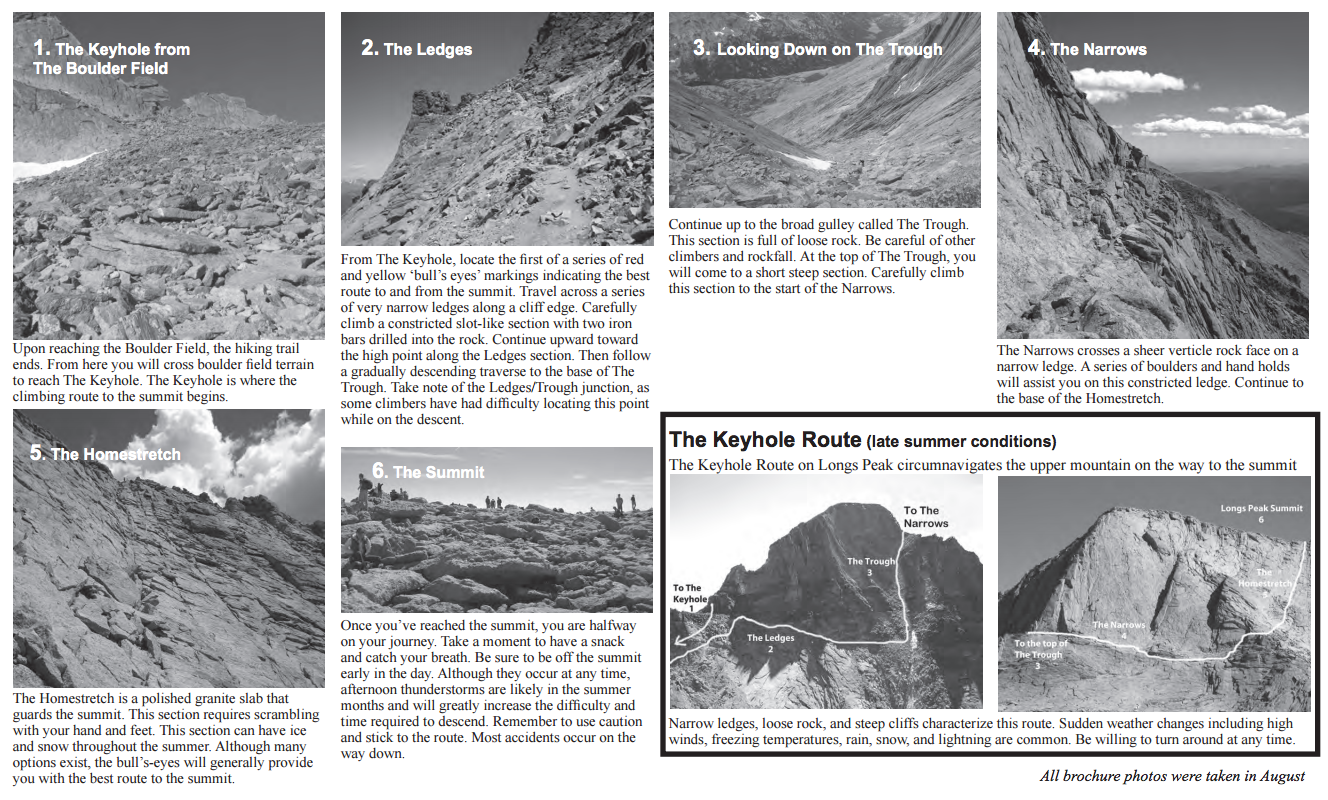 1. The Keyhole from
The Boulder Field
Upon reaching the Boulder Field, the hiking trail
ends. From here you will cross boulder field terrain
to reach The Keyhole. The Keyhole is where the
climbing route to the summit begins.
2. The Ledges
From The Keyhole, locate the first of a series of red
and yellow ‘bull’s eyes’ markings indicating the best
route to and from the summit. Travel across a series
of very narrow ledges along a cliff edge. Carefully
climb a constricted slot-like section with two iron
bars drilled into the rock. Continue upward toward
the high point along the Ledges section. Then follow
a gradually descending traverse to the base of The
Trough. Take note of the Ledges/Trough junction, as
some climbers have had difficulty locating this point
while on the descent.
3. Looking Down on The Trough
Continue up to the broad gulley called The Trough.
This section is full of loose rock. Be careful of other
climbers and rockfall. At the top of The Trough, you
will come to a short steep section. Carefully climb
this section to the start of the Narrows.
4. The Narrows
The Narrows crosses a sheer verticle rock face on a
narrow ledge. A series of boulders and hand holds
will assist you on this constricted ledge. Continue to
the base of the Homestretch.
5. The Homestretch
The Homestretch is a polished granite slab that
guards the summit. This section requires scrambling
with your hand and feet. This section can have ice
and snow throughout the summer. Although many
options exist, the bull’s-eyes will generally provide
you with the best route to the summit.
6. The Summit
Once you’ve reached the summit, you are halfway
on your journey. Take a moment to have a snack
and catch your breath. Be sure to be off the summit
early in the day. Although they occur at any time,
afternoon thunderstorms are likely in the summer
months and will greatly increase the difficulty and
time required to descend. Remember to use caution
and stick to the route. Most accidents occur on the
way down.
The Keyhole Route (late summer conditions)
The Keyhole Route on Longs Peak circumnavigates the upper mountain on the way to the summit
To The
Keyhole
1
The Ledges
2
The Trough
3
To The
Narrows
To the top of
The Trough
3
The Narrows
4
The
Homestretch
5
Longs Peak Summit
6
Narrow ledges, loose rock, and steep cliffs characterize this route. Sudden weather changes including high
winds, freezing temperatures, rain, snow, and lightning are common. Be willing to turn around at any time.
All brochure photos were taken in August